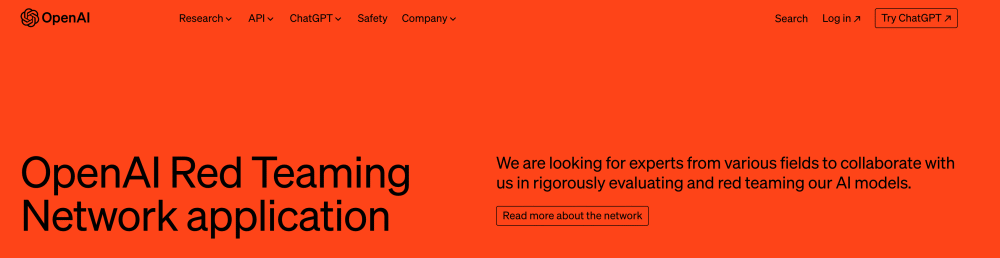 OpenAI Research API ChatGPT Safety Company Search Log in ↗ Try ChatGPT ↗
OpenAI Red Teaming
Network application
We are looking for experts from various fields to collaborate with
us in rigorously evaluating and red teaming our AI models.
Read more about the network